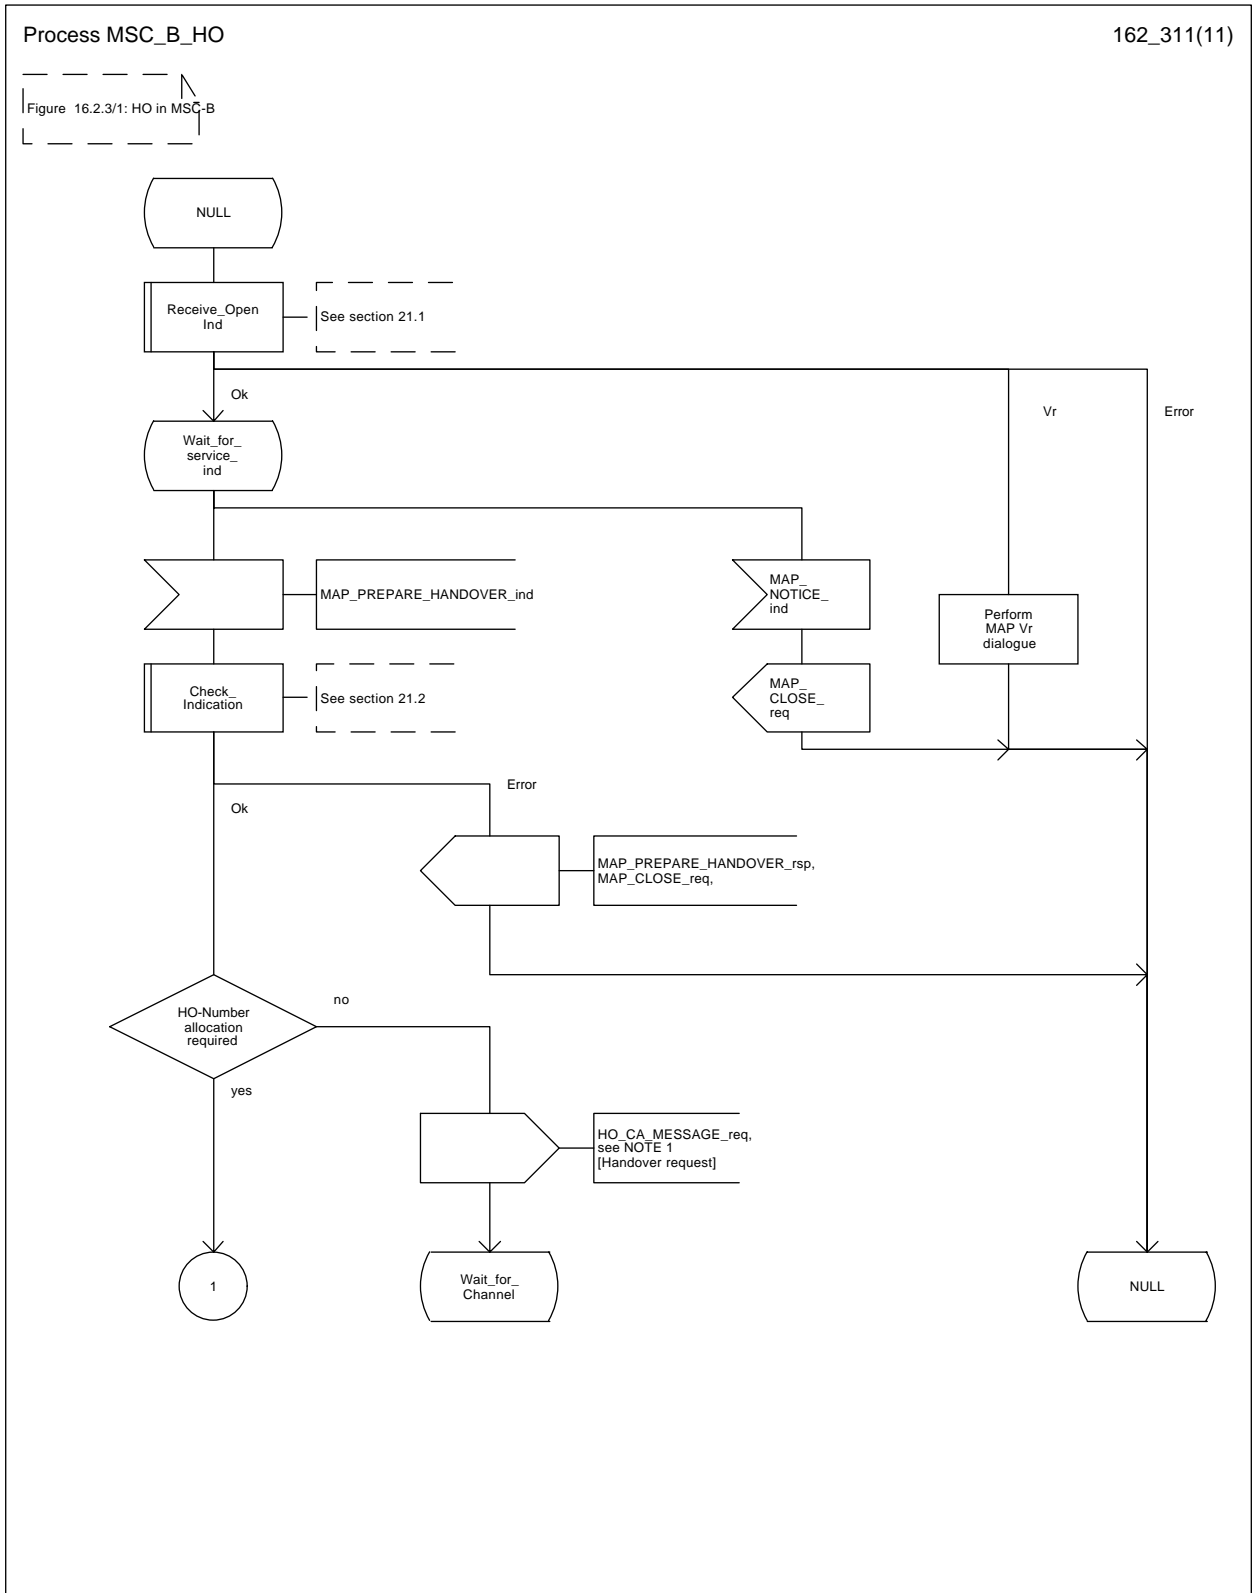 Process MSC_B_HO
162_311(11)
Figure 16.2.3/1: HO in MSC-B
NULL
Receive_Open
Ind
See section 21.1
Ok
Vr
Error
Wait_for_
service_
ind
MAP_PREPARE_HANDOVER_ind
MAP_
NOTICE_
ind
Perform
MAP Vr
dialogue
Check_
Indication
See section 21.2
MAP_
CLOSE_
req
Error
Ok
MAP_PREPARE_HANDOVER_rsp,
MAP_CLOSE_req,
HO-Number
allocation
required
no
yes
HO_CA_MESSAGE_req,
see NOTE 1
[Handover request]
1
Wait_for_
Channel
NULL